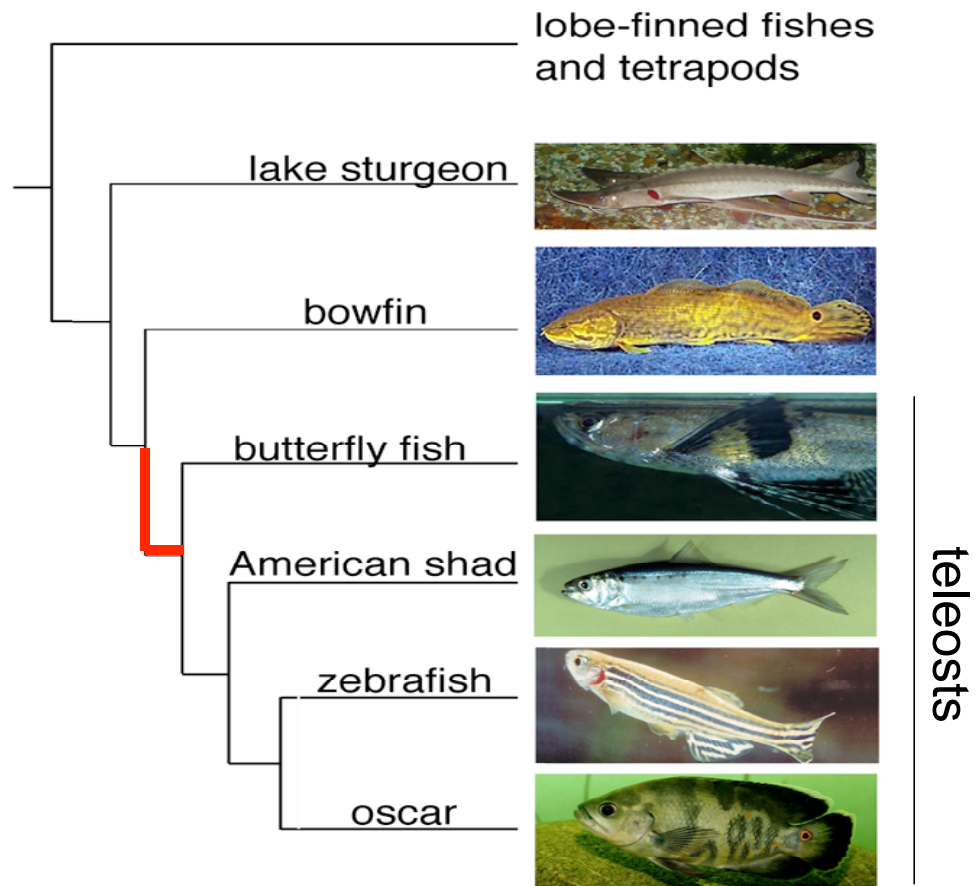 lobe-finned fishes
and tetrapods
lake sturgeon
bowfin
butterfly fish
American shad
zebrafish
oscar
teleosts